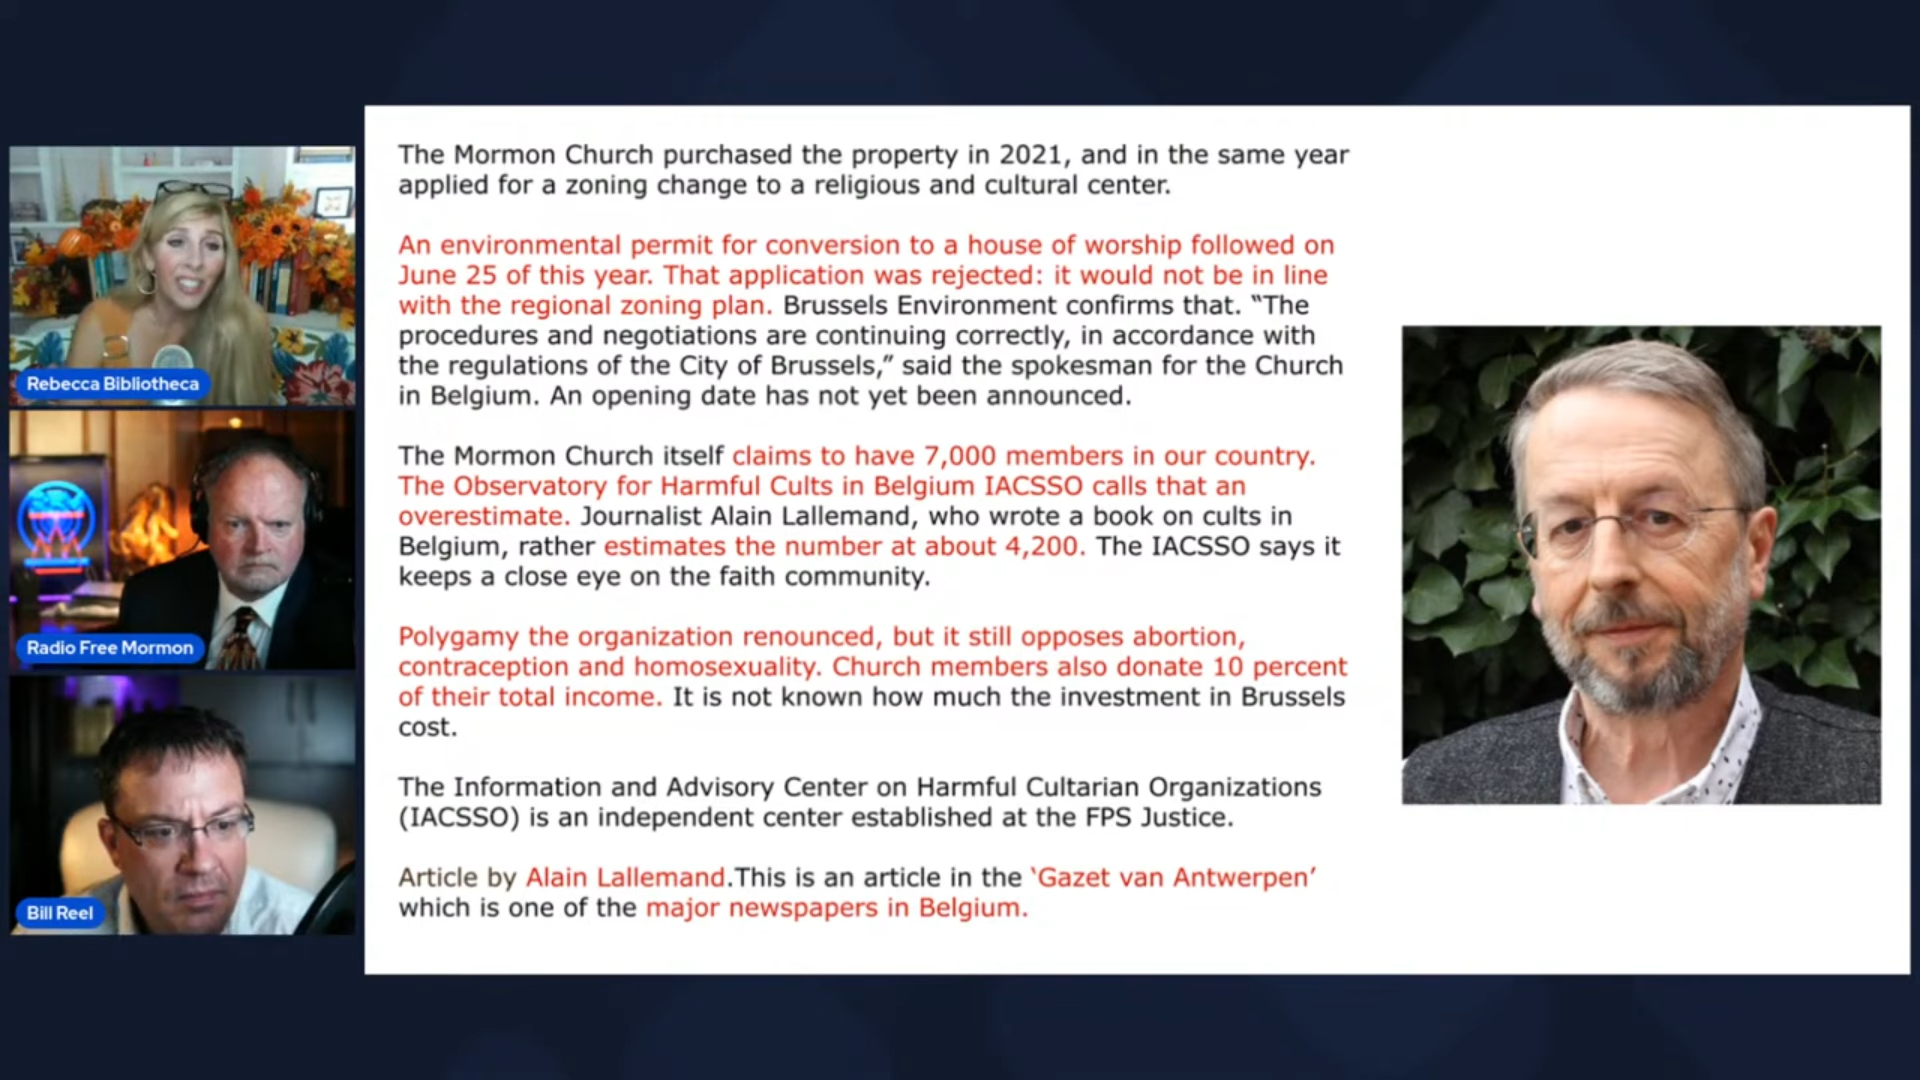 The Mormon Church purchased the property in 2021, and in the same year
applied for a zoning change to a religious and cultural center.
An environmental permit for conversion to a house of worship followed on
June 25 of this year. That application was rejected: it would not be in line
with the regional zoning plan. Brussels Environment confirms that. “The
procedures and negotiations are continuing correctly, in accordance with
the regulations of the City of Brussels,” said the spokesman for the Church
in Belgium. An opening date has not yet been announced.
The Mormon Church itself claims to have 7,000 members in our country.
The Observatory for Harmful Cults in Belgium IACSSO calls that an
overestimate. Journalist Alain Lallemand, who wrote a book on cults in
Belgium, rather estimates the number at about 4,200. The IACSSO says it
keeps a close eye on the faith community.
Polygamy the organization renounced, but it still opposes abortion,
contraception and homosexuality. Church members also donate 10 percent
of their total income. It is not known how much the investment in Brussels
cost.
The Information and Advisory Center on Harmful Cultarian Organizations
(IACSSO) is an independent center established at the FPS Justice.
Article by Alain Lallemand.This is an article in the ‘Gazet van Antwerpen’
which is one of the major newspapers in Belgium.
Rebecca Bibliotheca
Radio Free Mormon
Bill Reel